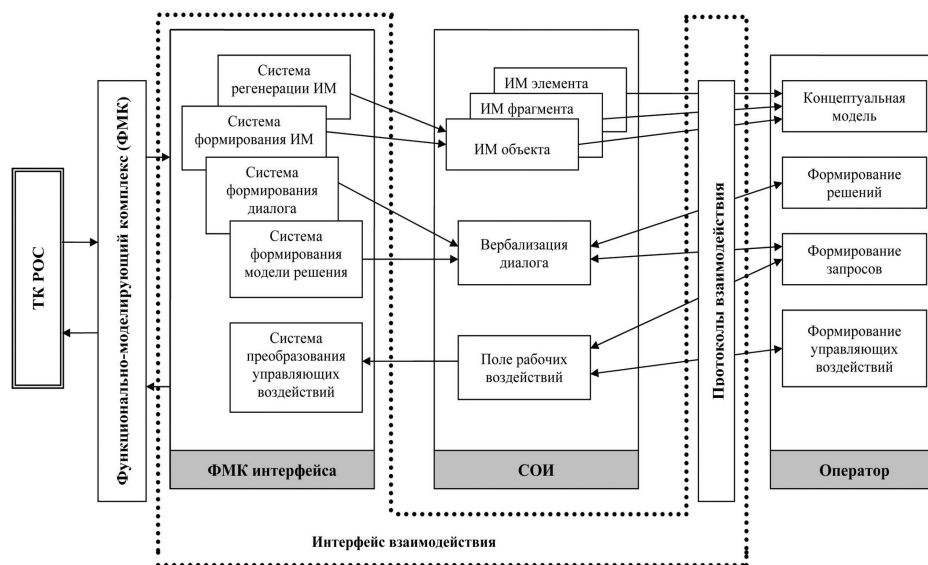 ТК РОС
Функционально-моделирующий комплекс (ФМК)
Система
регенерации ИМ
Система
формирования ИМ
Система
формирования
диалога
Система
формирования
модели решения
Система
преобразования
управляющих
воздействий
ФМК интерфейса
ИМ элемента
ИМ фрагмента
ИМ объекта
Вербализация
диалога
Поле рабочих
воздействий
СОИ
Протоколы взаимодействия
Концептуальная
модель
Формирование
решений
Формирование
запросов
Формирование
управляющих
воздействий
Оператор
Интерфейс взаимодействия